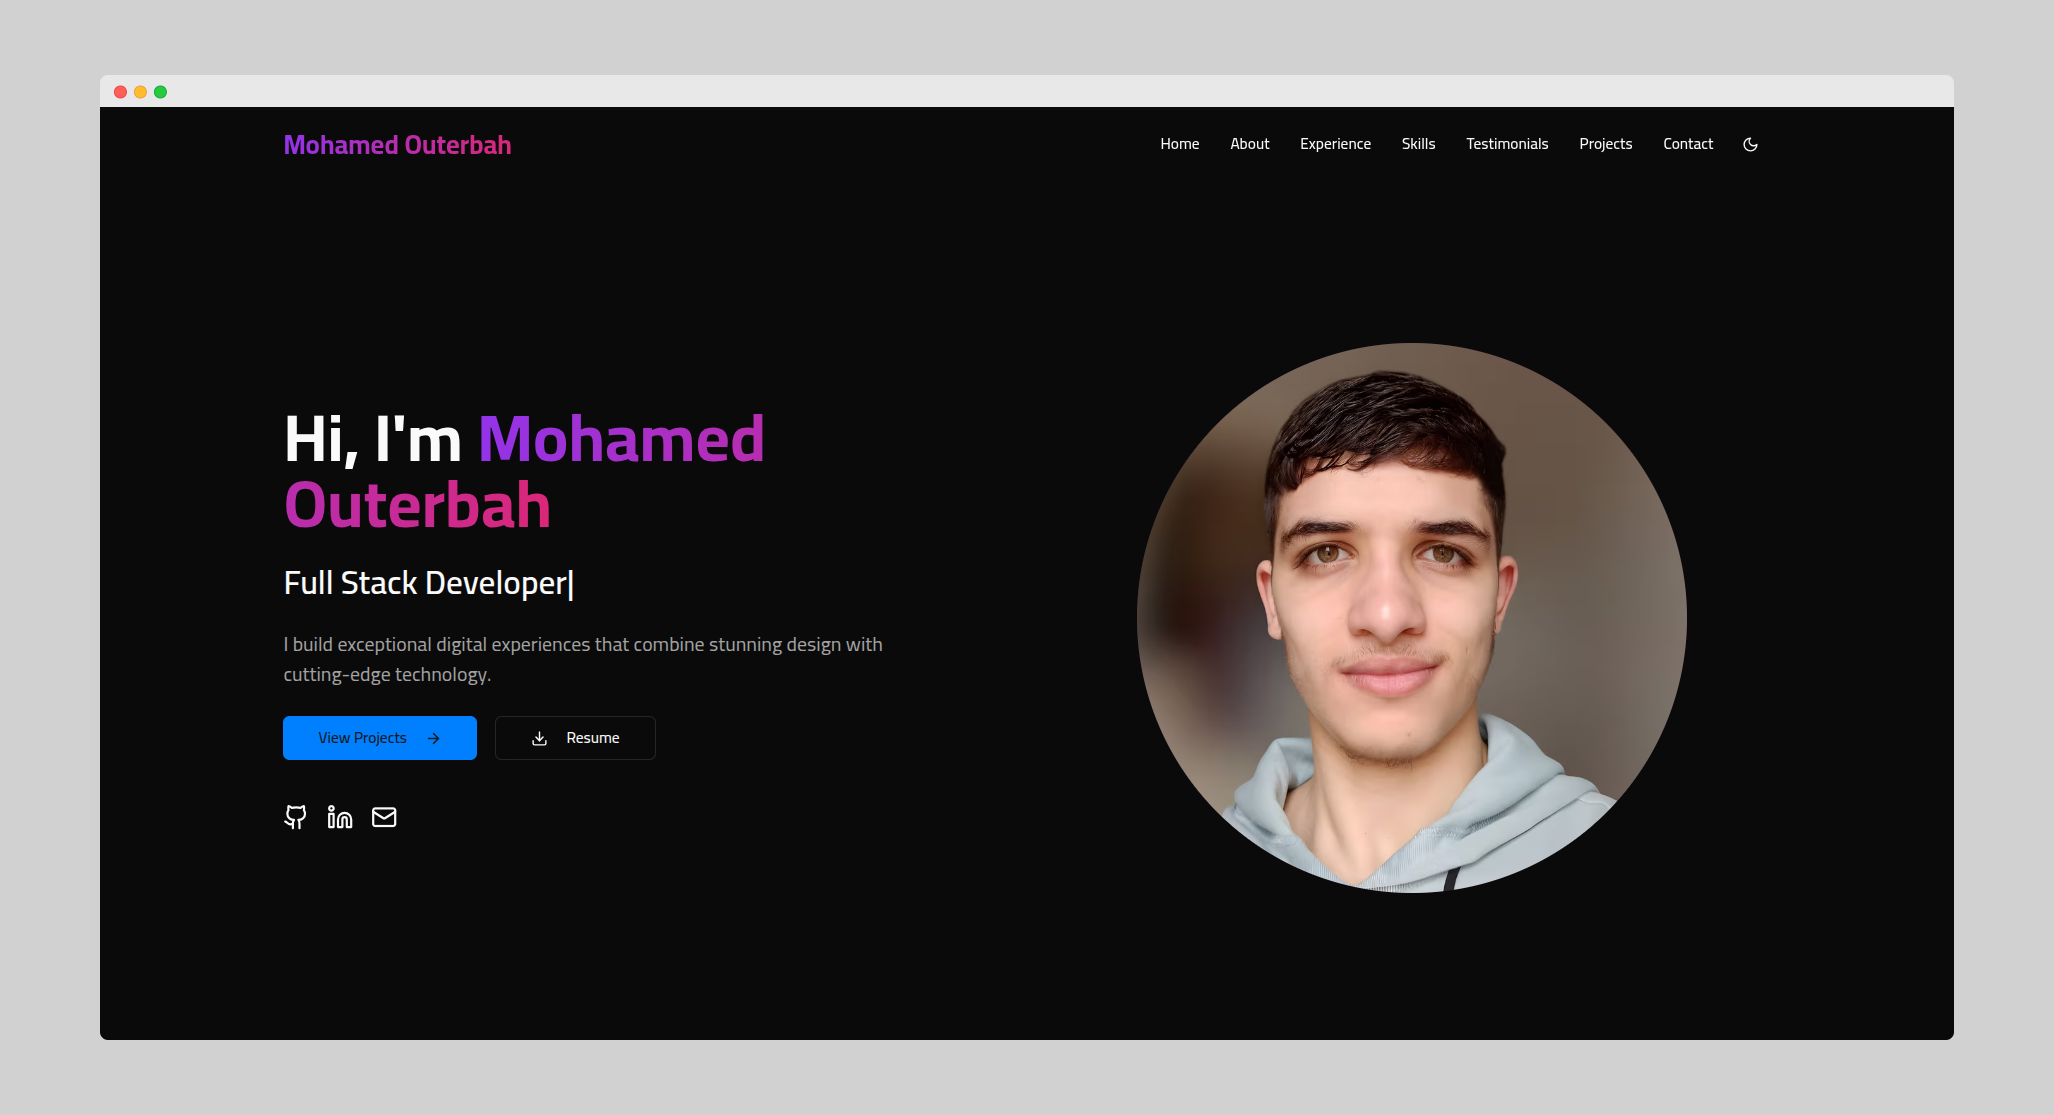 Mohamed Outerbah
Home About Experience Skills Testimonials Projects Contact
Hi, I'm Mohamed
Outerbah
Full Stack Developer|
I build exceptional digital experiences that combine stunning design with
cutting-edge technology.
View Projects
Resume